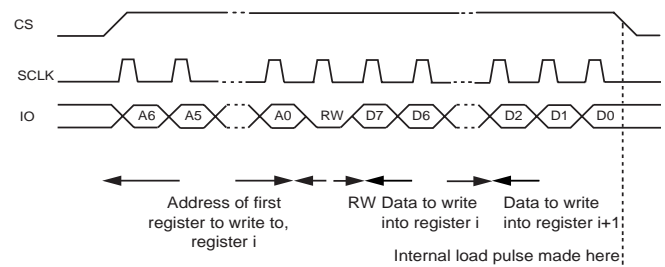 CS
SCLK
IO A6 A5 A0 RW D7 D6 D2 D1 D0
Address of first RW Data to write Data to write
register to write to, into register i into register i+1
register i
Internal load pulse made here